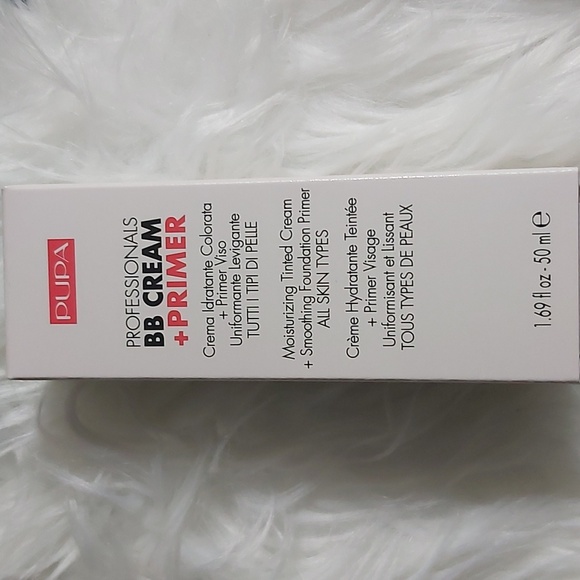 PUPA
PROFESSIONALS
BB CREAM
+PRIMER
Crema Idratante Colorata
+ Primer Viso
Uniformante Levigante
TUTTI I TIPI DI PELLE
Moisturizing Tinted Cream
+ Smoothing Foundation Primer
ALL SKIN TYPES
Crème Hydratante Teintée
+ Primer Visage
Uniformisant et Lissant
TOUS TYPES DE PEAUX
1.69 fl oz - 50 ml ℮